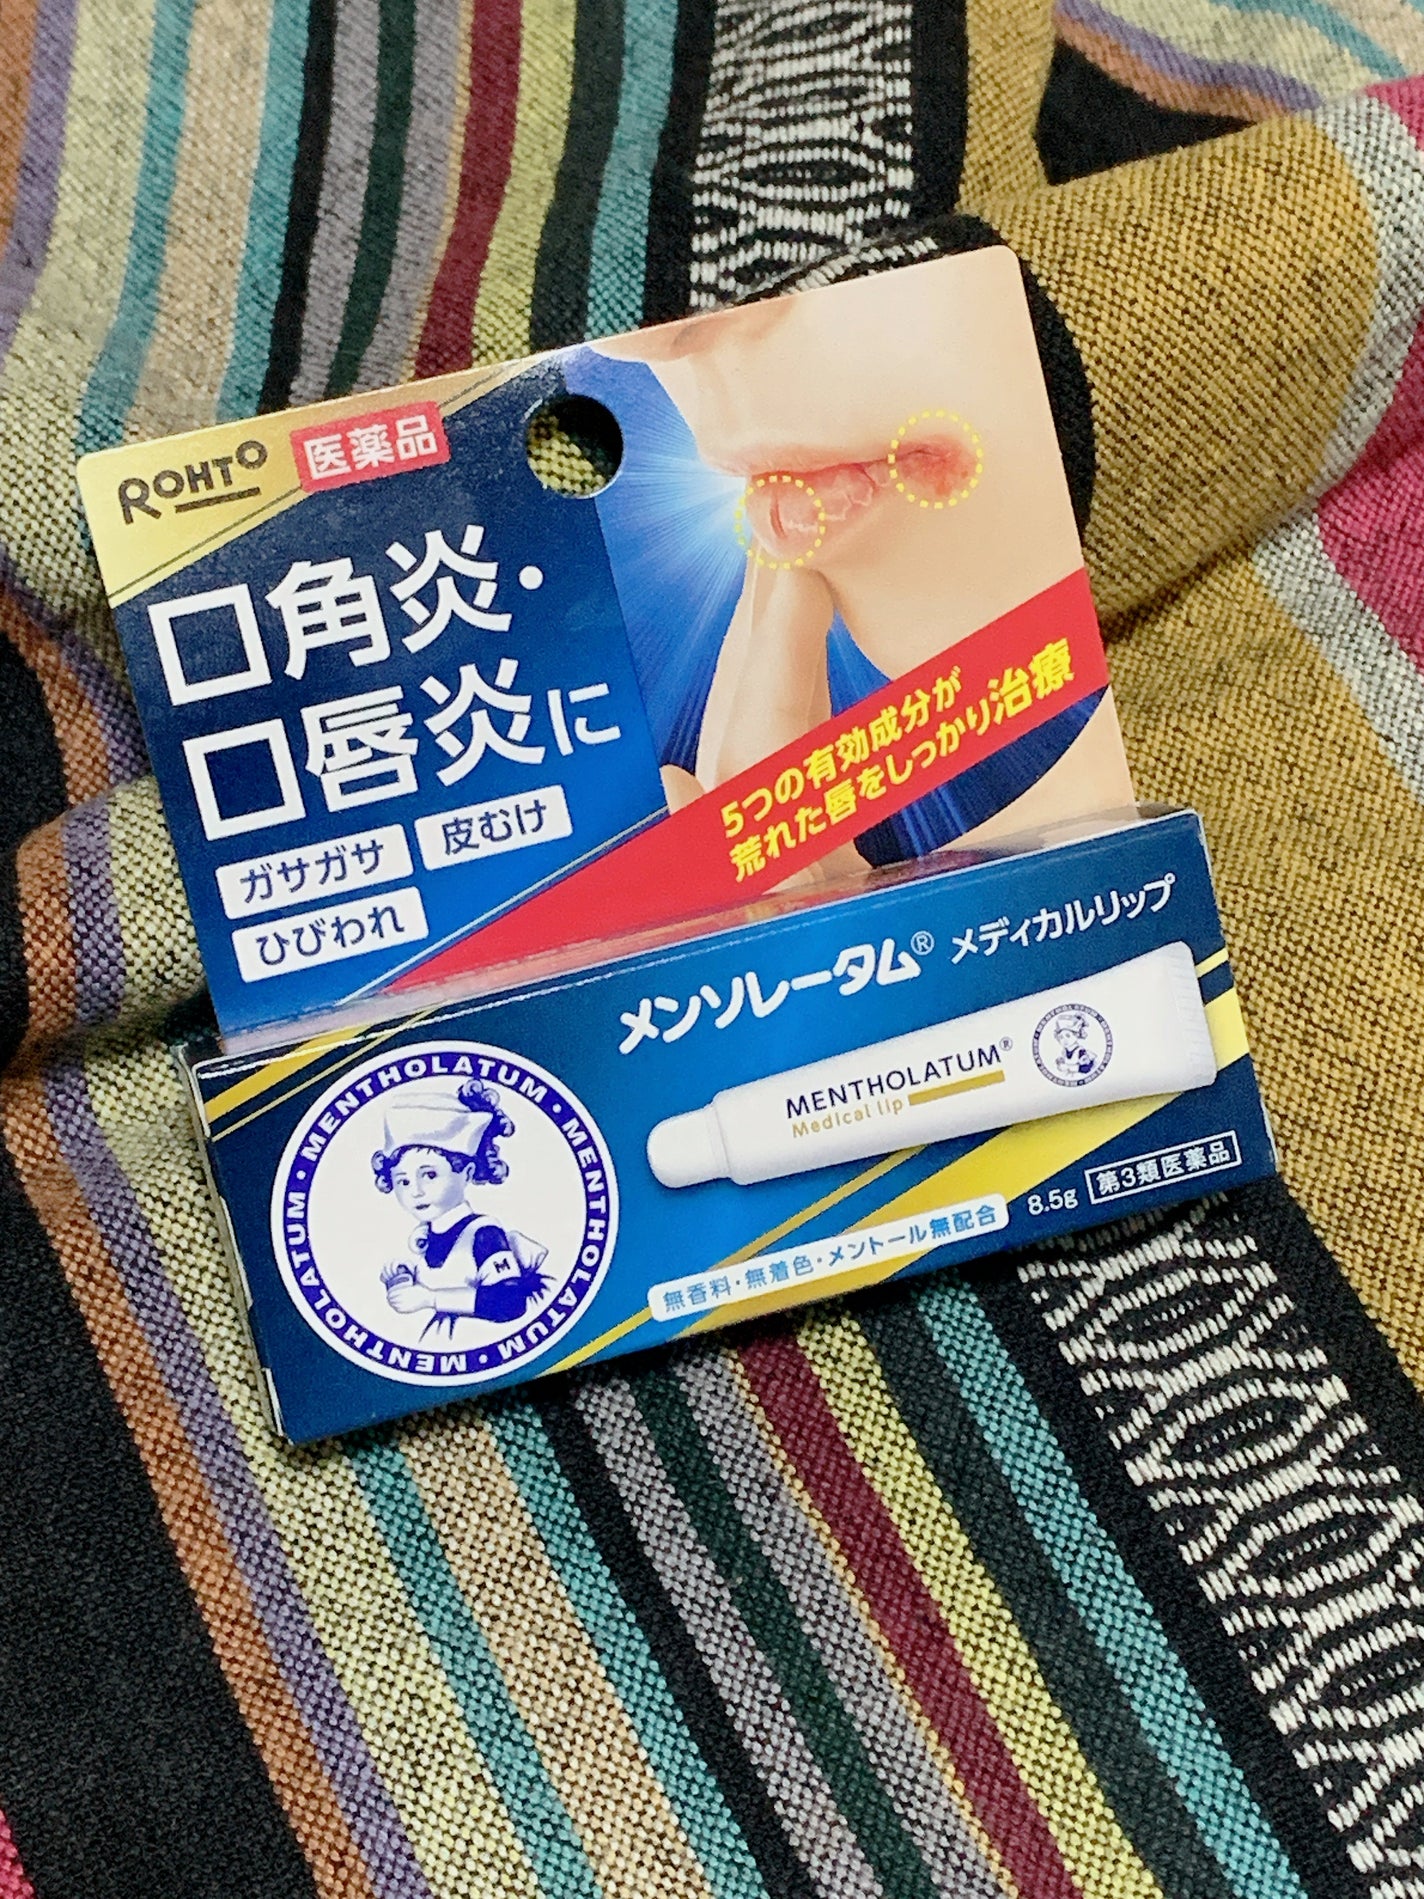 ROHTO
医薬品
口角炎・
口唇炎に
ガサガサ
皮むけ
ひびわれ
5つの有効成分が
荒れた唇をしっかり治療
メンソレータム® メディカルリップ
MENTHOLATUM®
Medical lip
MENTHOLATUM・MENTHOLATUM・MENTHOLATUM・
M
無香料・無着色・メントール無配合
8.5g
第3類医薬品